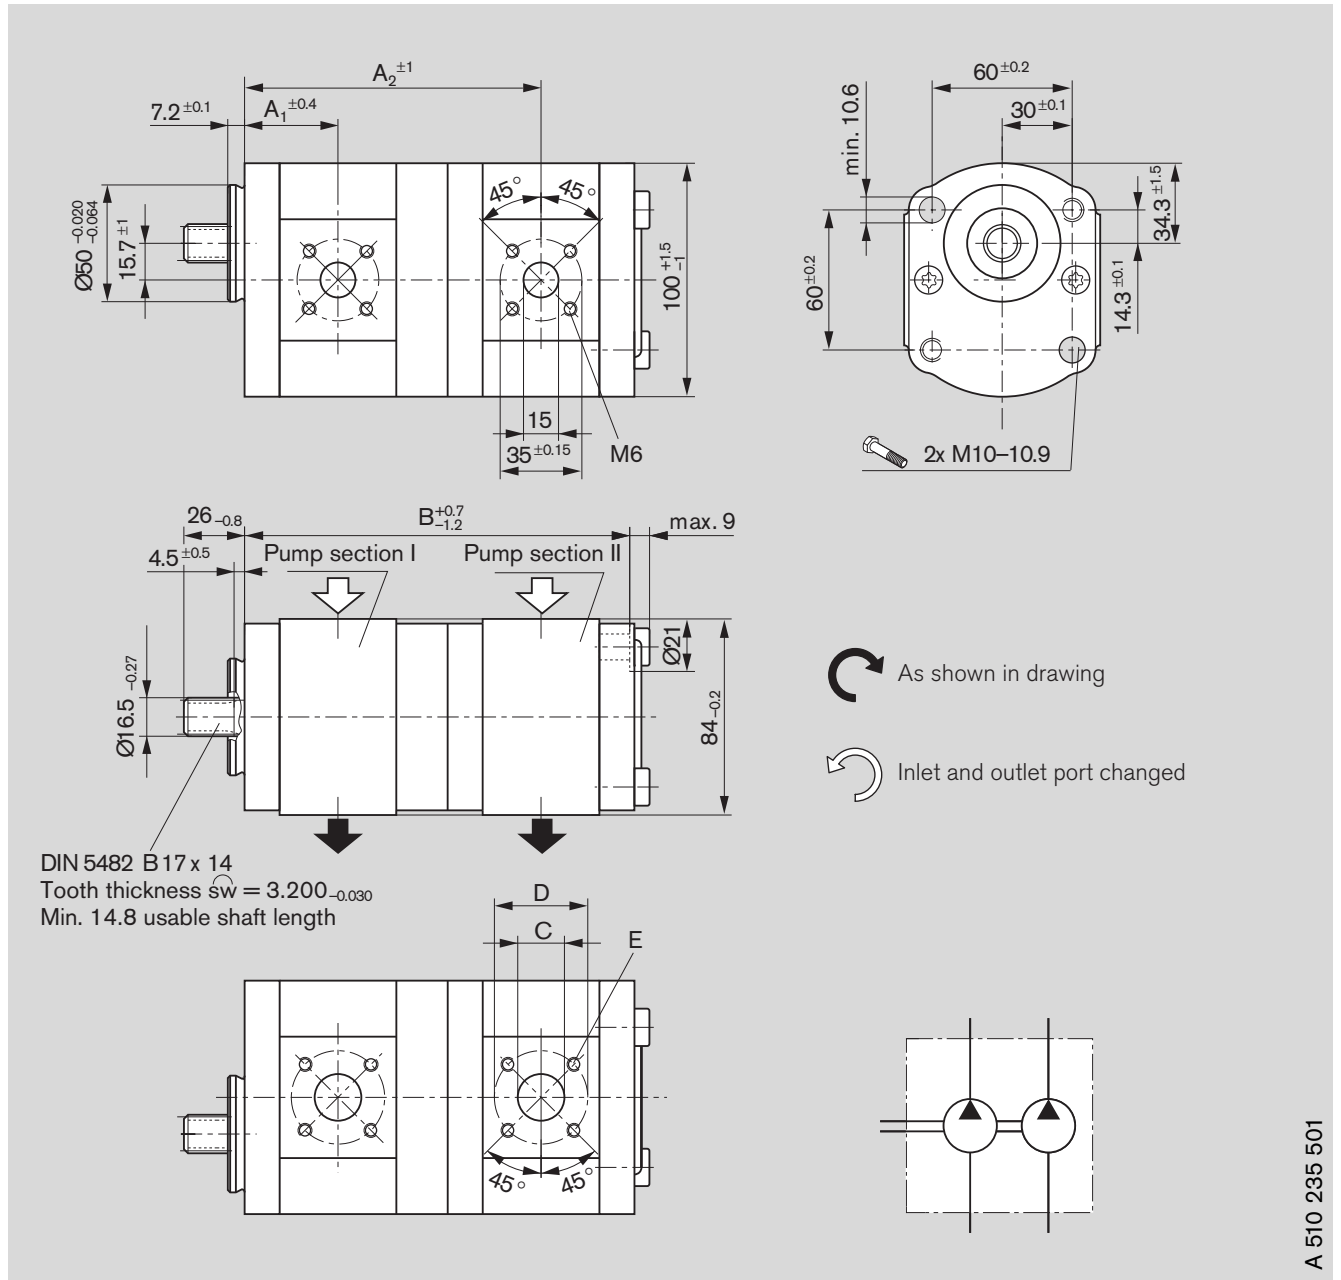 A₂ ±1
60 ±0.2
7.2 ±0.1
A₁ ±0.4
min. 10.6
30 ±0.1
45°
45°
34.3 ±1.5
Ø50 -0.020 -0.064
15.7 ±1
100 +1.5 -1
60 ±0.2
14.3 ±0.1
15
35 ±0.15
M6
2x M10–10.9
26 -0.8
B +0.7 -1.2
max. 9
4.5 ±0.5
Pump section I
Pump section II
Ø21
Ø16.5 -0.27
84 -0.2
As shown in drawing
Inlet and outlet port changed
DIN 5482 B 17 x 14
Tooth thickness sw = 3.200 -0.030
Min. 14.8 usable shaft length
D
C
E
45°
45°
A 510 235 501